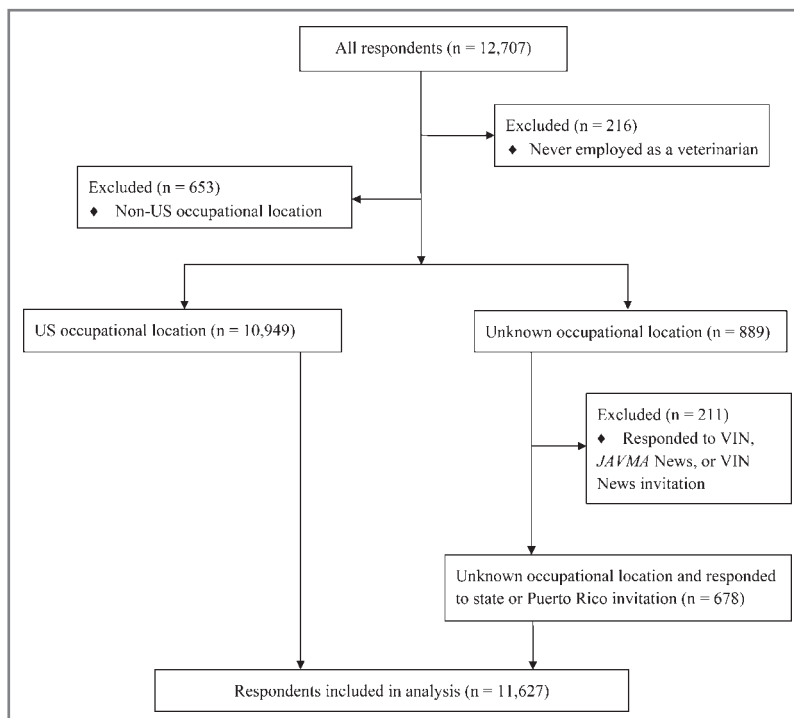 All respondents (n = 12,707)
Excluded (n = 216)
♦ Never employed as a veterinarian
Excluded (n = 653)
♦ Non-US occupational location
US occupational location (n = 10,949)
Unknown occupational location (n = 889)
Excluded (n = 211)
♦ Responded to VIN,
JAVMA News, or VIN
News invitation
Unknown occupational location and responded
to state or Puerto Rico invitation (n = 678)
Respondents included in analysis (n = 11,627)